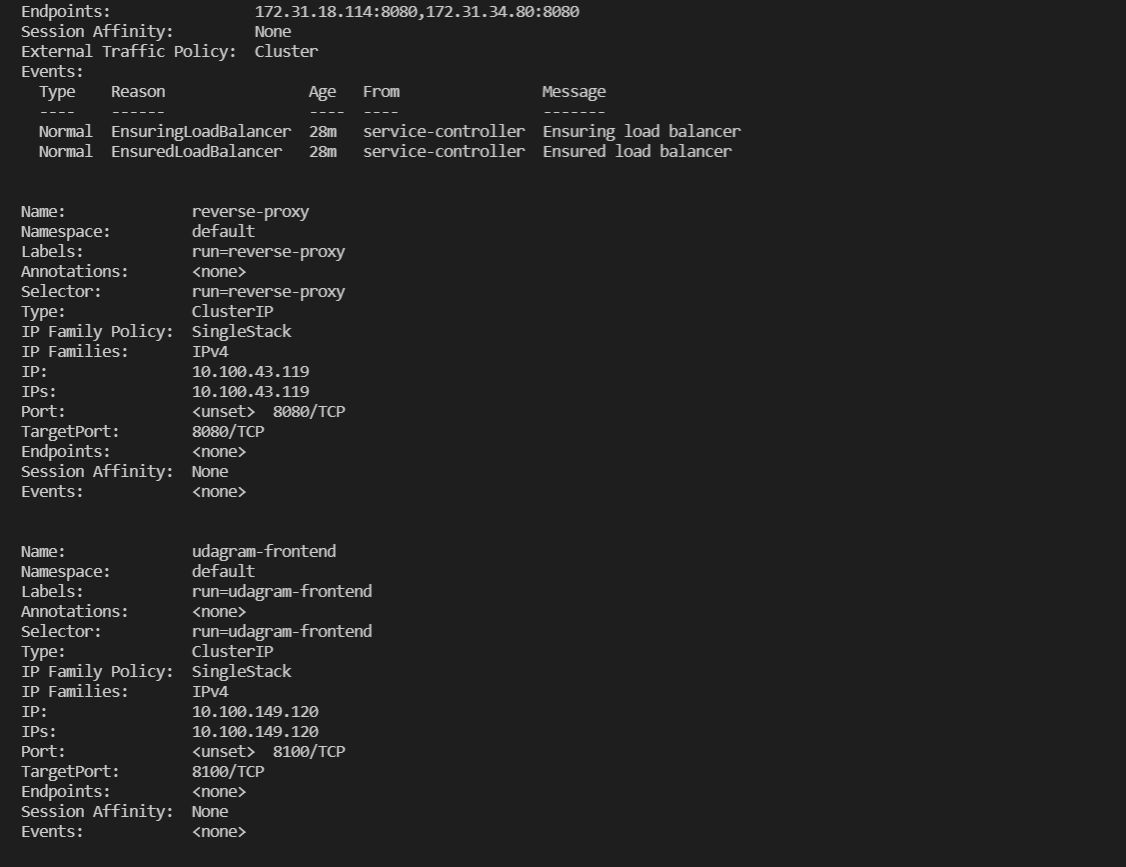 Endpoints:                172.31.18.114:8080,172.31.34.80:8080
Session Affinity:         None
External Traffic Policy:  Cluster
Events:
  Type    Reason                Age   From                Message
  ----    ------                ----  ----                -------
  Normal  EnsuringLoadBalancer  28m   service-controller  Ensuring load balancer
  Normal  EnsuredLoadBalancer   28m   service-controller  Ensured load balancer
Name:              reverse-proxy
Namespace:         default
Labels:            run=reverse-proxy
Annotations:       <none>
Selector:          run=reverse-proxy
Type:              ClusterIP
IP Family Policy:  SingleStack
IP Families:       IPv4
IP:                10.100.43.119
IPs:               10.100.43.119
Port:              <unset>  8080/TCP
TargetPort:        8080/TCP
Endpoints:         <none>
Session Affinity:  None
Events:            <none>
Name:              udagram-frontend
Namespace:         default
Labels:            run=udagram-frontend
Annotations:       <none>
Selector:          run=udagram-frontend
Type:              ClusterIP
IP Family Policy:  SingleStack
IP Families:       IPv4
IP:                10.100.149.120
IPs:               10.100.149.120
Port:              <unset>  8100/TCP
TargetPort:        8100/TCP
Endpoints:         <none>
Session Affinity:  None
Events:            <none>